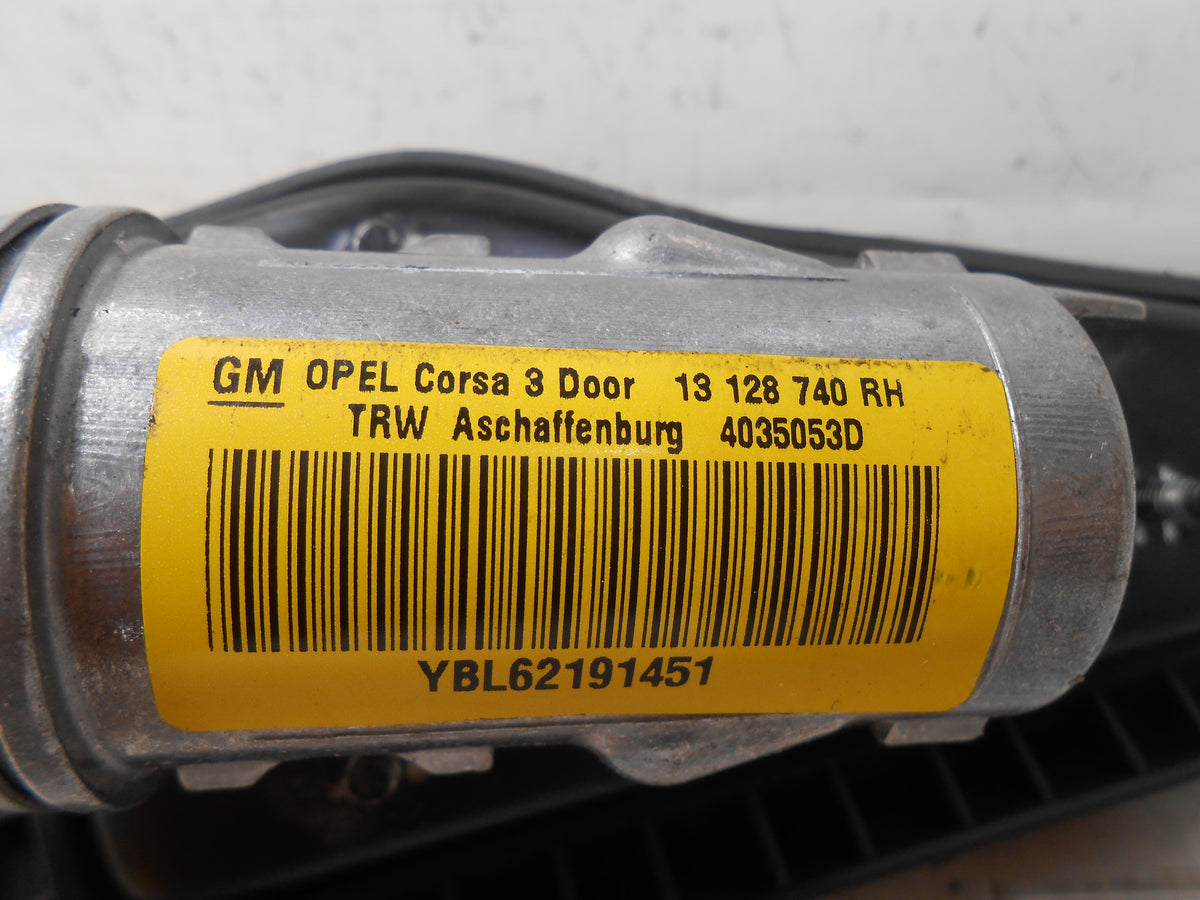 GM OPEL Corsa 3 Door 13 128 740 RH
TRW Aschaffenburg 4035053D
YBL62191451